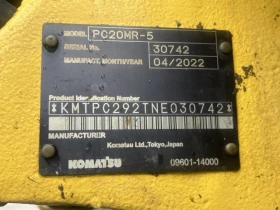 MODEL PC20MR-5
SERIAL No. 30742
MANUFACT. MONTH/YEAR 04/2022
Product Identification Number
*KMTPC292TNE030742*
MANUFACTURER
Komatsu Ltd.,Tokyo,Japan
KOMATSU 09601-14000